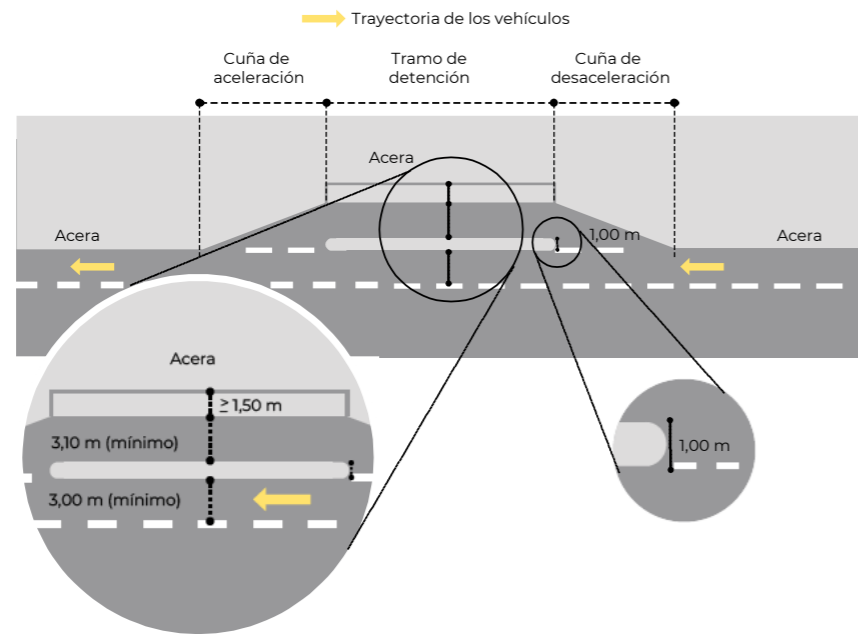 Trayectoria de los vehículos
Cuña de
aceleración
Tramo de
detención
Cuña de
desaceleración
Acera
Acera
1,00 m
Acera
Acera
≥ 1,50 m
3,10 m (mínimo)
3,00 m (mínimo)
1,00 m